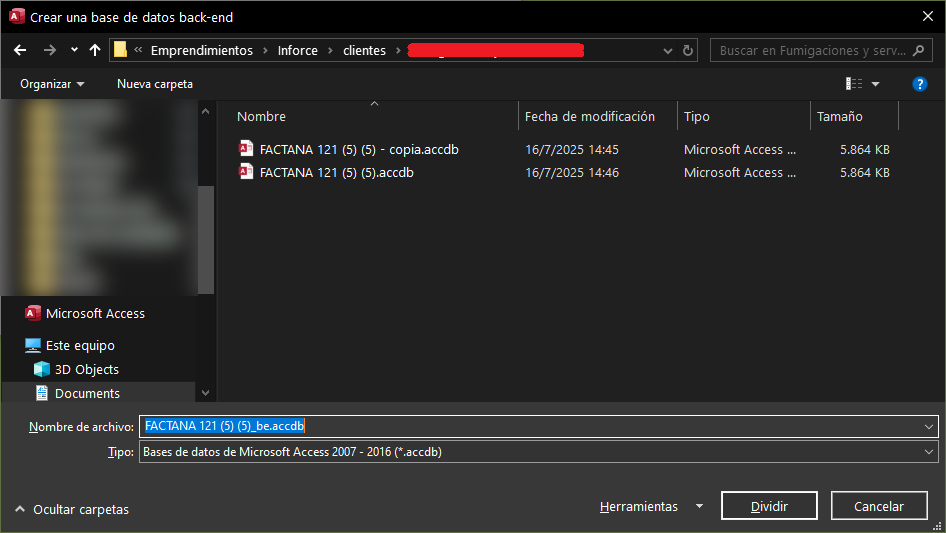 Crear una base de datos back-end
« Emprendimientos > Inforce > clientes >
Buscar en Fumigaciones y serv...
Organizar
Nueva carpeta
?
Nombre
Fecha de modificación
Tipo
Tamaño
FACTANA 121 (5) (5) - copia.accdb
16/7/2025 14:45
Microsoft Access ...
5.864 KB
FACTANA 121 (5) (5).accdb
16/7/2025 14:46
Microsoft Access ...
5.864 KB
Microsoft Access
Este equipo
3D Objects
Documents
Nombre de archivo:
FACTANA 121 (5) (5)_be.accdb
Tipo:
Bases de datos de Microsoft Access 2007 - 2016 (*.accdb)
Ocultar carpetas
Herramientas
Dividir
Cancelar